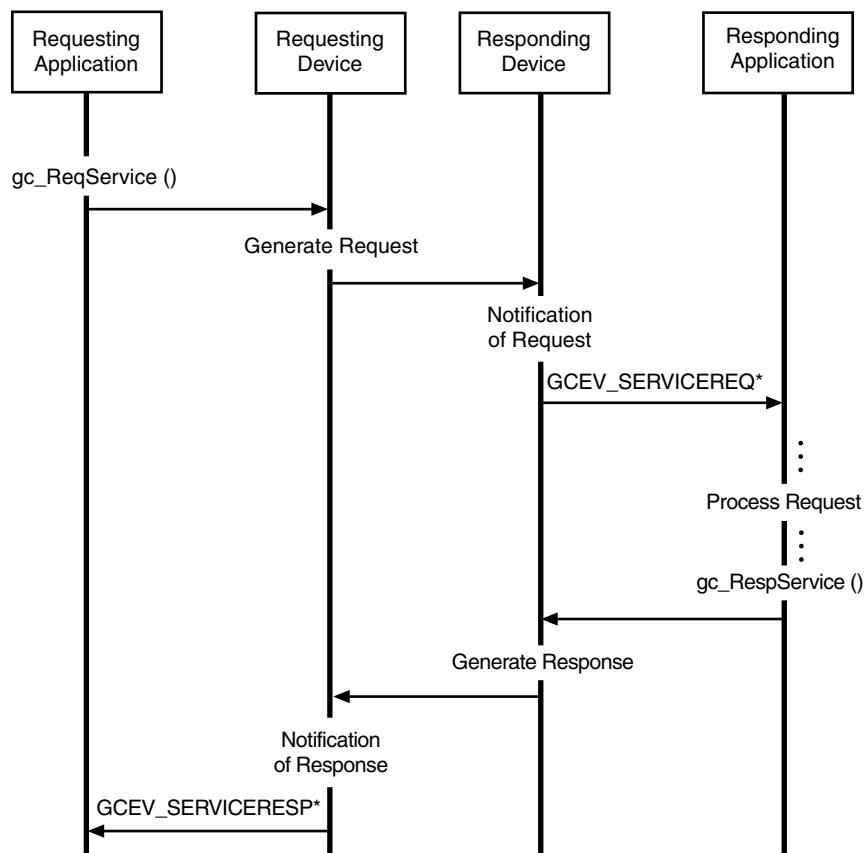 Requesting
Application
Requesting
Device
Responding
Device
Responding
Application
gc_ReqService ()
Generate Request
Notification
of Request
GCEV_SERVICEREQ*
Process Request
gc_RespService ()
Generate Response
Notification
of Response
GCEV_SERVICERESP*